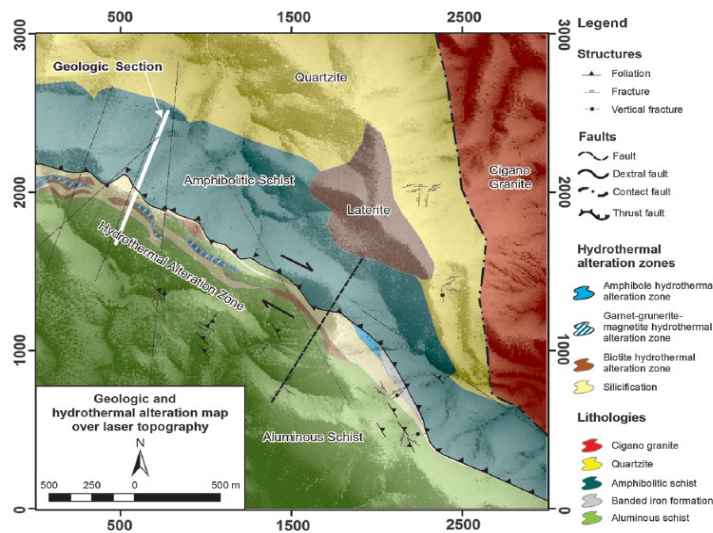 500
1500
2500
3000
3000
Geologic Section
Quartzite
Cigano
Granite
Amphibolitic Schist
2000
2000
Laterite
Hydrothermal Alteration Zone
1000
1000
Aluminous Schist
Geologic and
hydrothermal alteration map
over laser topography
N
500
250
0
500 m
0
0
500
1500
2500
Legend
Structures
Foliation
Fracture
Vertical fracture
Faults
Fault
Dextral fault
Contact fault
Thrust fault
Hydrothermal
alteration zones
Amphibole hydrotherma
alteration zone
Garnet-grunerite-
magnetite hydrothermal
alteration zone
Biotite hydrothermal
alteration zone
Silicification
Lithologies
Cigano granite
Quartzite
Amphibolitic schist
Banded iron formation
Aluminous schist